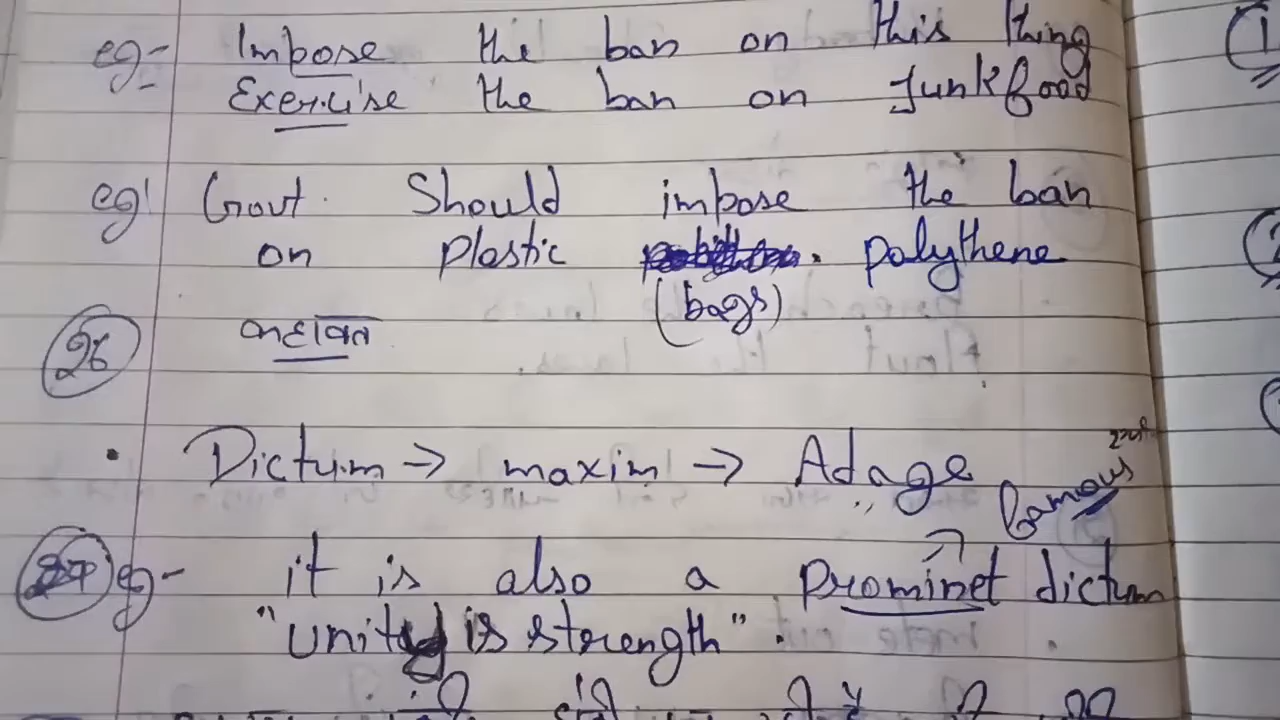 eg- Impose the ban on this thing
Exercise the ban on Junkfood
eg' Govt. Should impose the ban
on plastic polythene
(bags)
26 कहावत
Dictum → maxim → Adage
famous
27 eg- it is also a prominet dictum
"unity is strength".